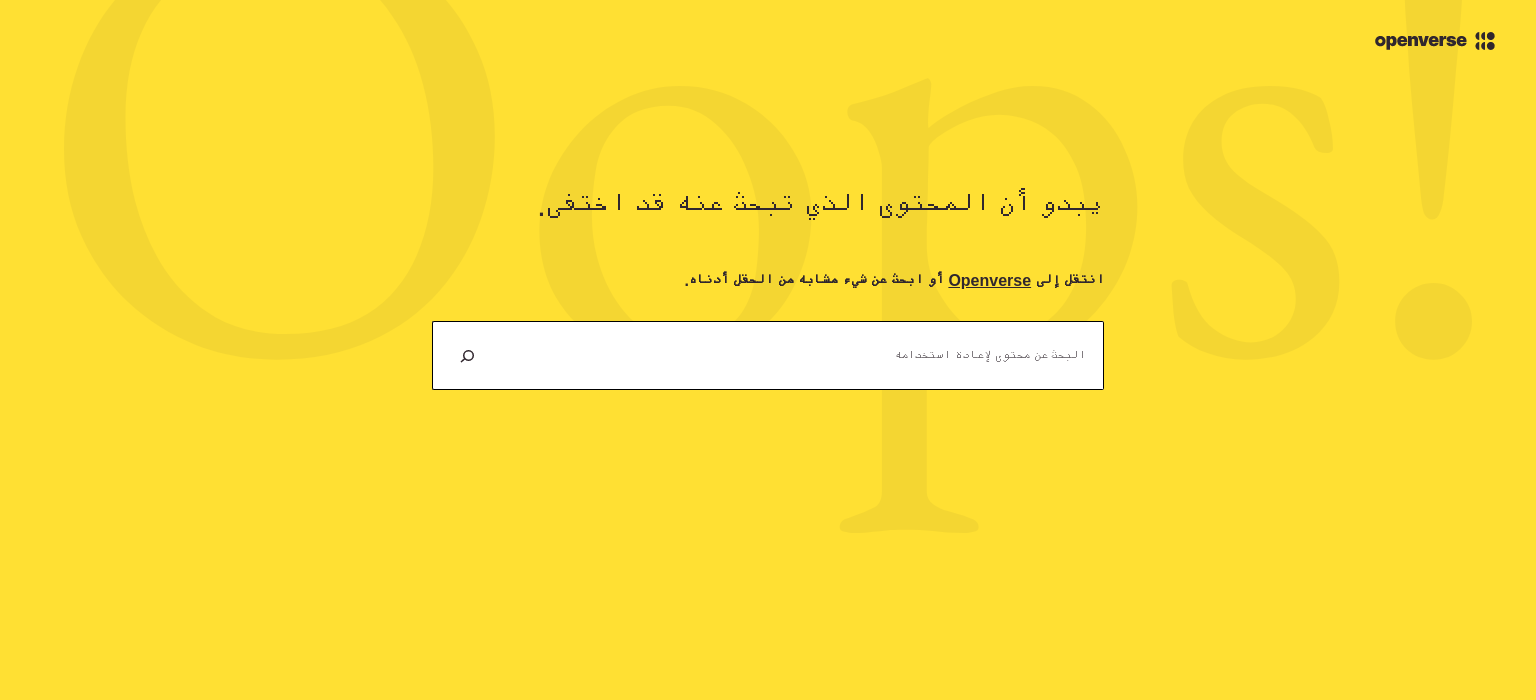 openverse
Oops!
يبدو أن المحتوى الذي تبحث عنه قد اختفى.
انتقل إلى Openverse أو ابحث عن شيء مشابه من الحقل أدناه.
البحث عن محتوى لإعادة استخدامه